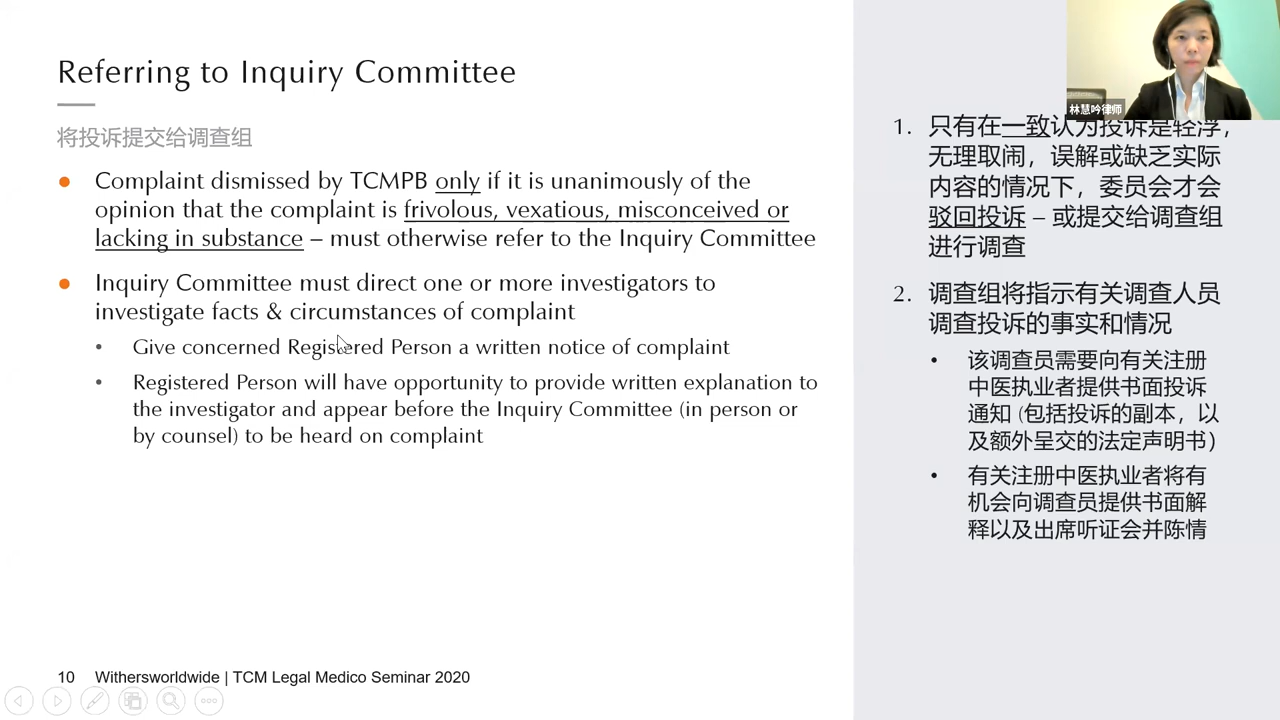 Referring to Inquiry Committee
将投诉提交给调查组
● Complaint dismissed by TCMPB only if it is unanimously of the
opinion that the complaint is frivolous, vexatious, misconceived or
lacking in substance – must otherwise refer to the Inquiry Committee
● Inquiry Committee must direct one or more investigators to
investigate facts & circumstances of complaint
• Give concerned Registered Person a written notice of complaint
• Registered Person will have opportunity to provide written explanation to
the investigator and appear before the Inquiry Committee (in person or
by counsel) to be heard on complaint
林慧吟律师
1. 只有在一致认为投诉是轻浮，
无理取闹，误解或缺乏实际
内容的情况下，委员会才会
驳回投诉 – 或提交给调查组
进行调查
2. 调查组将指示有关调查人员
调查投诉的事实和情况
• 该调查员需要向有关注册
中医执业者提供书面投诉
通知 (包括投诉的副本，以
及额外呈交的法定声明书）
• 有关注册中医执业者将有
机会向调查员提供书面解
释以及出席听证会并陈情
10 Withersworldwide | TCM Legal Medico Seminar 2020